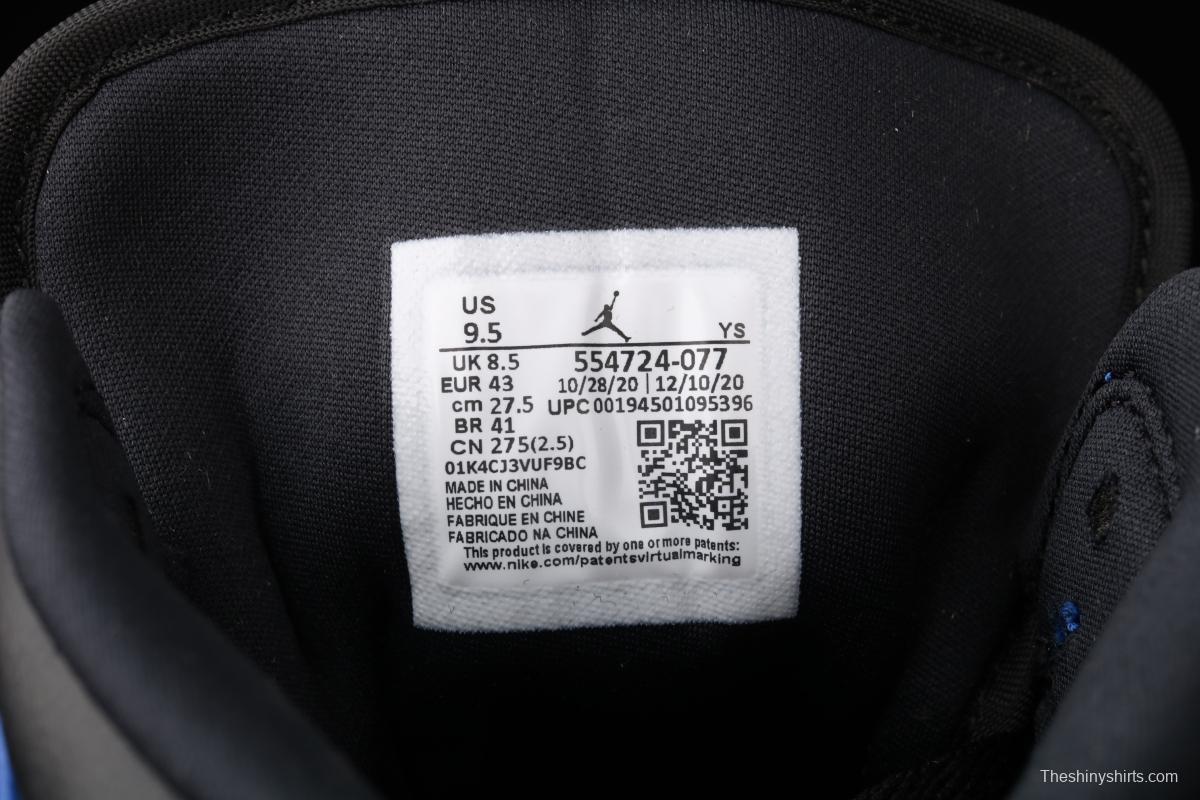 US
9.5
YS
UK 8.5
554724-077
EUR 43
10/28/20 | 12/10/20
cm 27.5
UPC 00194501095396
BR 41
CN 275(2.5)
01K4CJ3VUF9BC
MADE IN CHINA
HECHO EN CHINA
FABRIQUE EN CHINE
FABRICADO NA CHINA
This product is covered by one or more patents:
www.nike.com/patentsvirtualmarking
Theshinyshirts.com